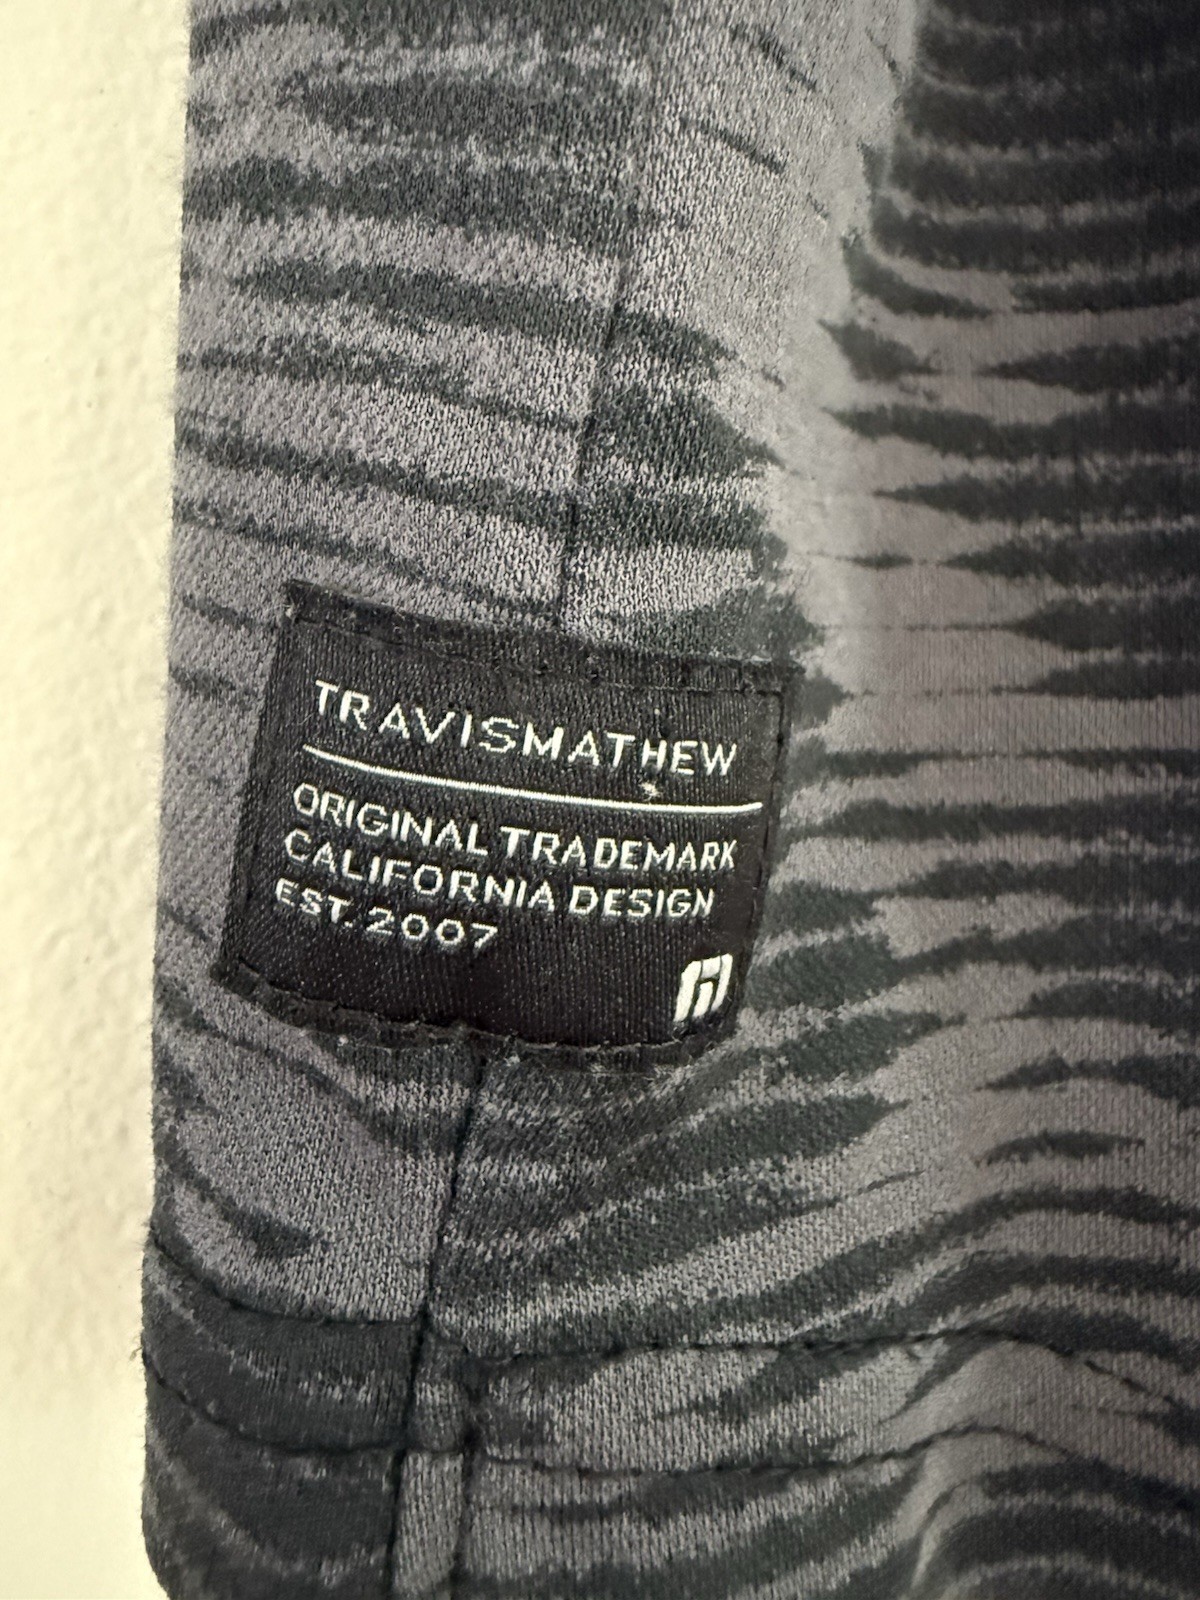 TRAVISMATHEW
ORIGINAL TRADEMARK
CALIFORNIA DESIGN
EST. 2007